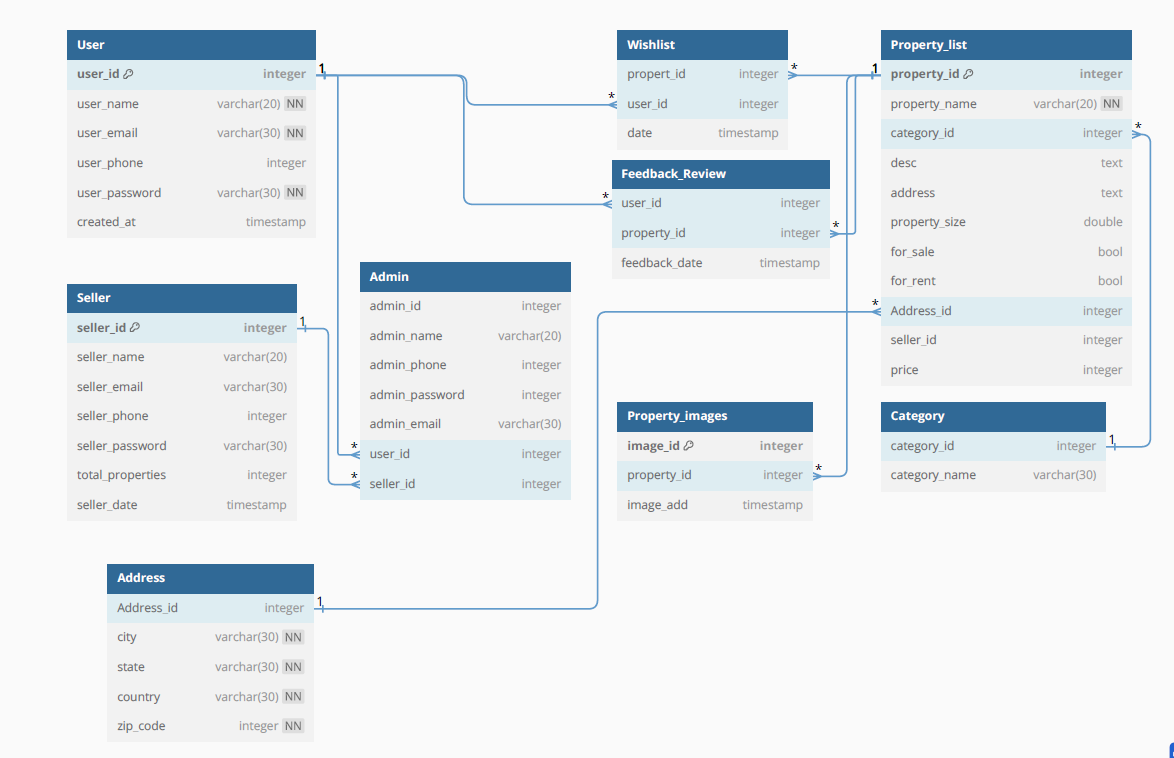 User
user_id integer
user_name varchar(20) NN
user_email varchar(30) NN
user_phone integer
user_password varchar(30) NN
created_at timestamp
1
*
*
Wishlist
propert_id integer
user_id integer
date timestamp
*
1
Property_list
property_id integer
property_name varchar(20) NN
category_id integer
desc text
address text
property_size double
for_sale bool
for_rent bool
Address_id integer
seller_id integer
price integer
*
*
Feedback_Review
user_id integer
property_id integer
feedback_date timestamp
*
Seller
seller_id integer
seller_name varchar(20)
seller_email varchar(30)
seller_phone integer
seller_password varchar(30)
total_properties integer
seller_date timestamp
1
Admin
admin_id integer
admin_name varchar(20)
admin_phone integer
admin_password integer
admin_email varchar(30)
user_id integer
seller_id integer
*
*
Property_images
image_id integer
property_id integer
image_add timestamp
*
Category
category_id integer
category_name varchar(30)
1
Address
Address_id integer
city varchar(30) NN
state varchar(30) NN
country varchar(30) NN
zip_code integer NN
1